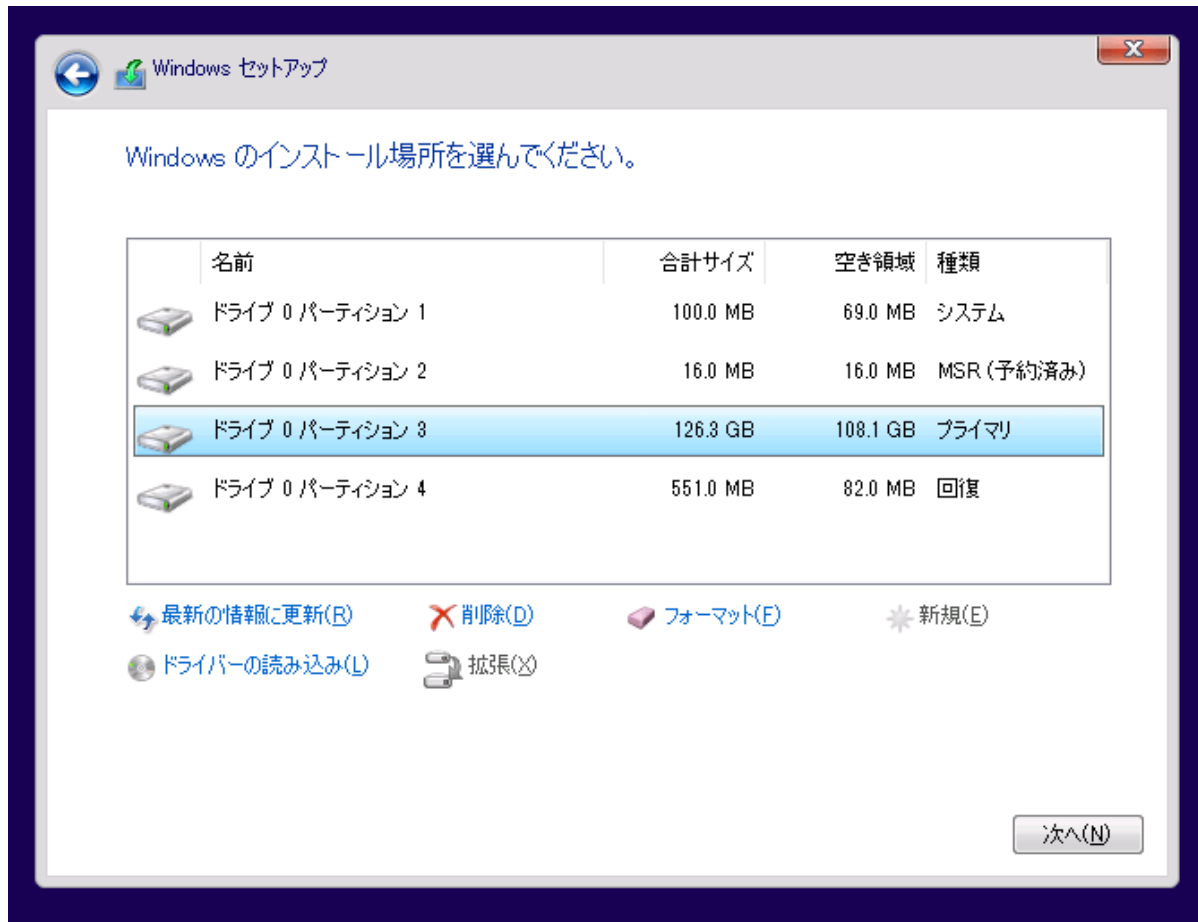 Windows セットアップ
Windows のインストール場所を選んでください。
名前 合計サイズ 空き領域 種類
ドライブ 0 パーティション 1 100.0 MB 69.0 MB システム
ドライブ 0 パーティション 2 16.0 MB 16.0 MB MSR (予約済み)
ドライブ 0 パーティション 3 126.3 GB 108.1 GB プライマリ
ドライブ 0 パーティション 4 551.0 MB 82.0 MB 回復
最新の情報に更新(R) 削除(D) フォーマット(F) 新規(E)
ドライバーの読み込み(L) 拡張(X)
次へ(N)